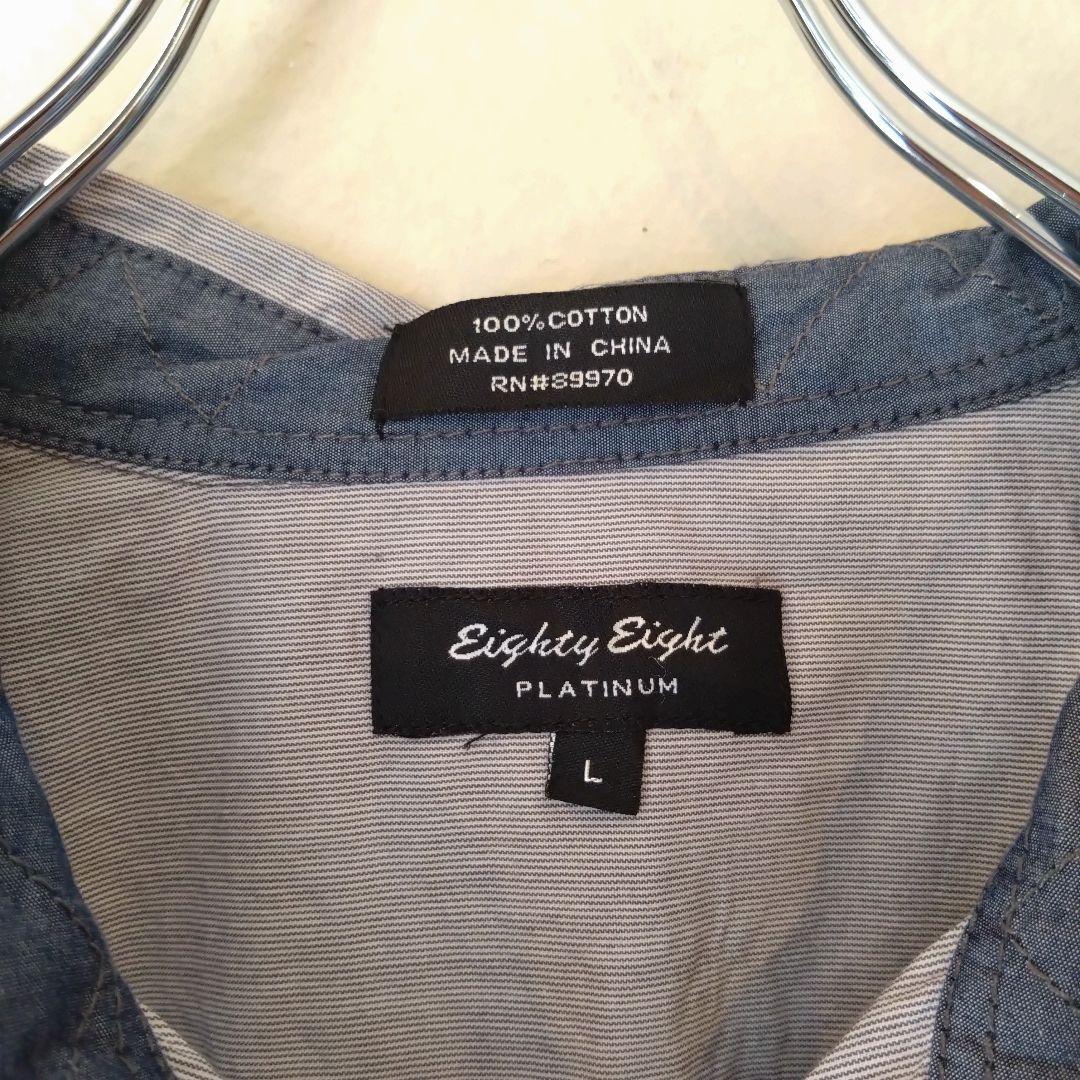 100%COTTON
MADE IN CHINA
RN#89970
Eighty Eight
PLATINUM
L